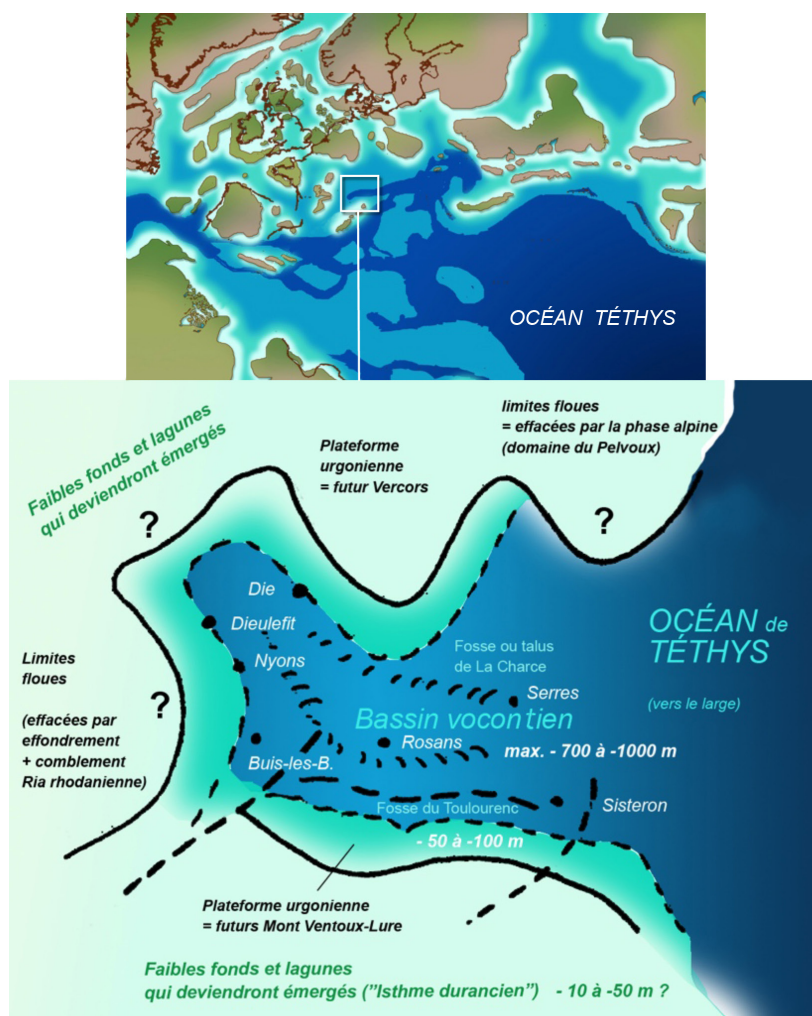 OCÉAN TÉTHYS
limites floues
= effacées par la phase alpine
(domaine du Pelvoux)
Faibles fonds et lagunes
qui deviendront émergés
Plateforme
urgonienne
= futur Vercors
?
?
Die
Dieulefit
Nyons
Fosse ou talus
de La Charce
OCÉAN de
TÉTHYS
(vers le large)
Limites
floues
?
(effacées par
effondrement
+ comblement
Ria rhodanienne)
Serres
Bassin vocontien
Rosans
max. - 700 à -1000 m
Buis-les-B.
Fosse du Toulourenc
Sisteron
- 50 à -100 m
Plateforme urgonienne
= futurs Mont Ventoux-Lure
Faibles fonds et lagunes
qui deviendront émergés (”Isthme durancien”) - 10 à -50 m ?